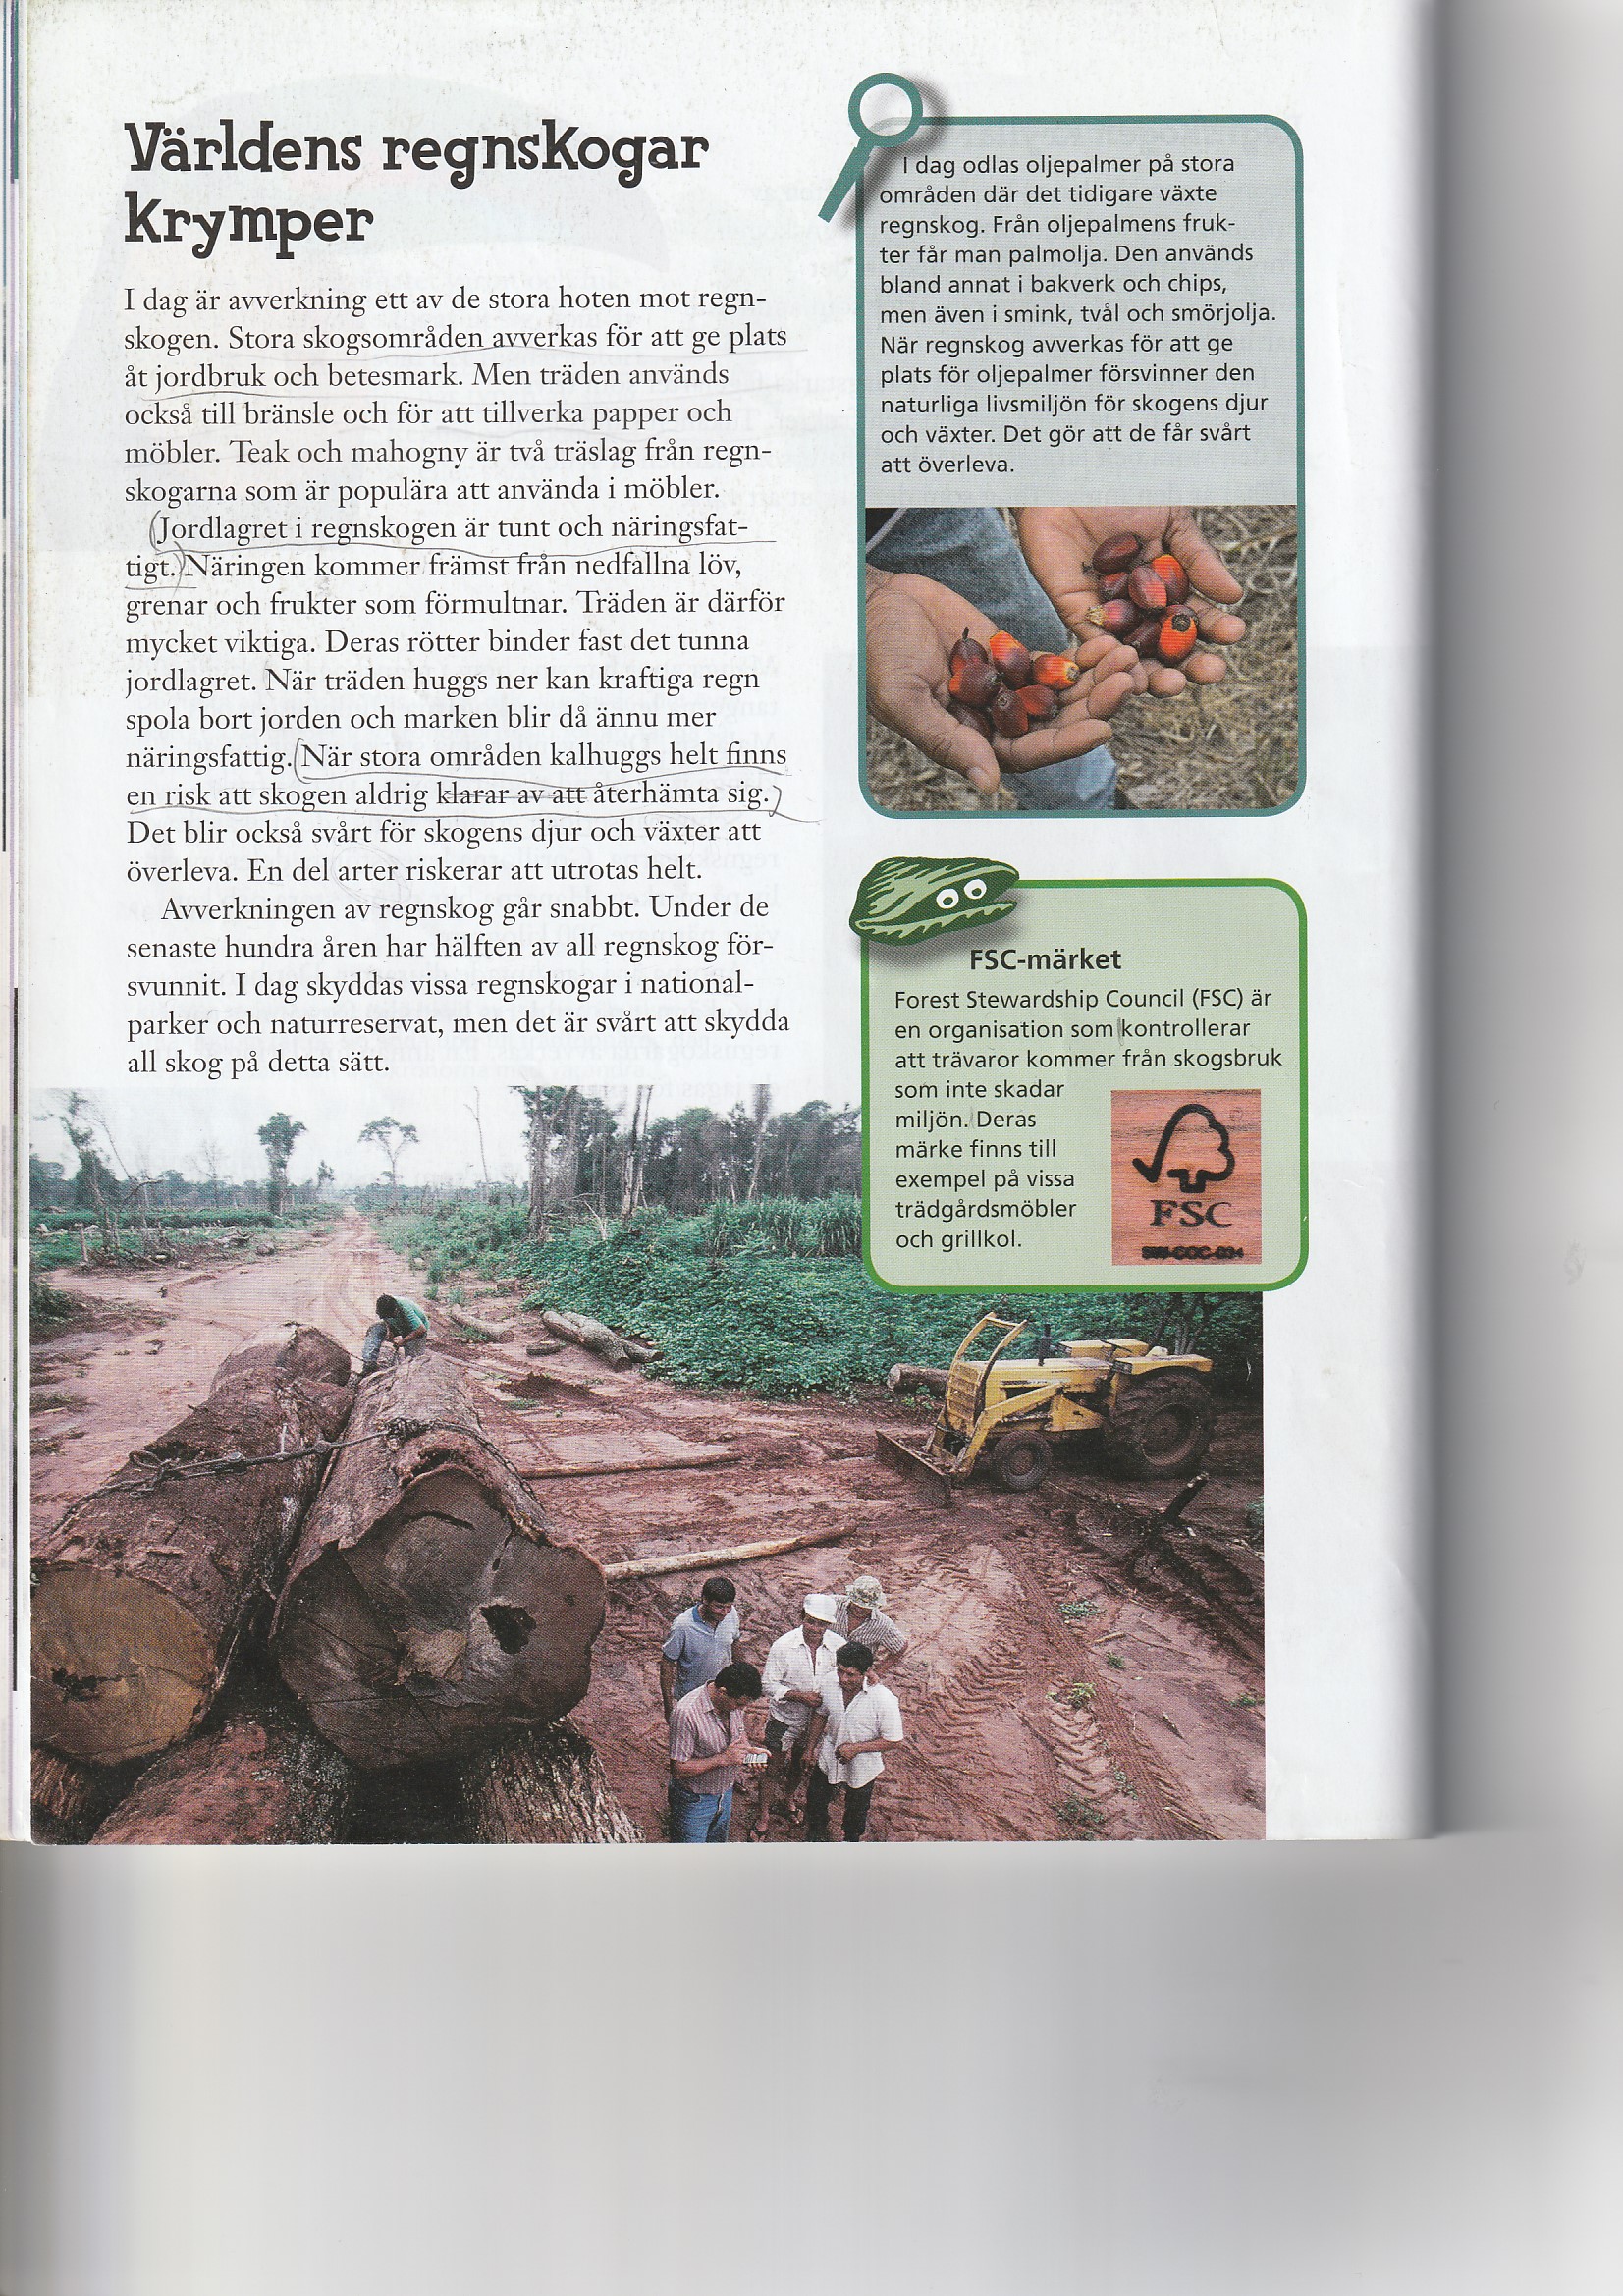 Världens regnskogar
krymper
I dag är avverkning ett av de stora hoten mot regn-
skogen. Stora skogsområden avverkas för att ge plats
åt jordbruk och betesmark. Men träden används
också till bränsle och för att tillverka papper och
möbler. Teak och mahogny är två träslag från regn-
skogarna som är populära att använda i möbler.
Jordlagret i regnskogen är tunt och näringsfat-
tigt. Näringen kommer främst från nedfallna löv,
grenar och frukter som förmultnar. Träden är därför
mycket viktiga. Deras rötter binder fast det tunna
jordlagret. När träden huggs ner kan kraftiga regn
spola bort jorden och marken blir då ännu mer
näringsfattig. När stora områden kalhuggs helt finns
en risk att skogen aldrig klarar av att återhämta sig.
Det blir också svårt för skogens djur och växter att
överleva. En del arter riskerar att utrotas helt.
Avverkningen av regnskog går snabbt. Under de
senaste hundra åren har hälften av all regnskog för-
svunnit. I dag skyddas vissa regnskogar i national-
parker och naturreservat, men det är svårt att skydda
all skog på detta sätt.
I dag odlas oljepalmer på stora
områden där det tidigare växte
regnskog. Från oljepalmens fruk-
ter får man palmolja. Den används
bland annat i bakverk och chips,
men även i smink, tvål och smörjolja.
När regnskog avverkas för att ge
plats för oljepalmer försvinner den
naturliga livsmiljön för skogens djur
och växter. Det gör att de får svårt
att överleva.
FSC-märket
Forest Stewardship Council (FSC) är
en organisation som kontrollerar
att trävaror kommer från skogsbruk
som inte skadar
miljön. Deras
märke finns till
exempel på vissa
trädgårdsmöbler
och grillkol.
FSC